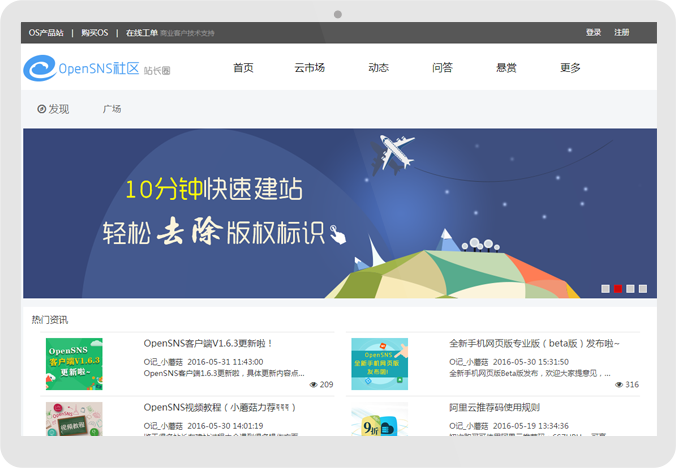 OS产品站 | 购买OS | 在线工单 商业客户技术支持 登录 注册
OpenSNS社区 站长圈 首页 云市场 动态 问答 悬赏 更多
发现 广场
10分钟快速建站
轻松去除版权标识
热门资讯
OpenSNS
客户端V1.6.3
更新啦~
OpenSNS客户端V1.6.3更新啦！
O记_小蘑菇 2016-05-31 11:43:00
OpenSNS客户端1.6.3更新啦，具体更新内容点...
209
OpenSNS
全新手机网页版
发布啦!
全新手机网页版专业版（beta版）发布啦~
O记_小蘑菇 2016-05-30 15:31:50
全新手机网页版Beta版发布，欢迎大家提意见，...
316
视频教程
OpenSNS视频教程（小蘑菇力荐
O记_小蘑菇 2016-05-30 14:01:19
9折
阿里云推荐码使用规则
O记_小蘑菇 2016-05-19 13:34:36